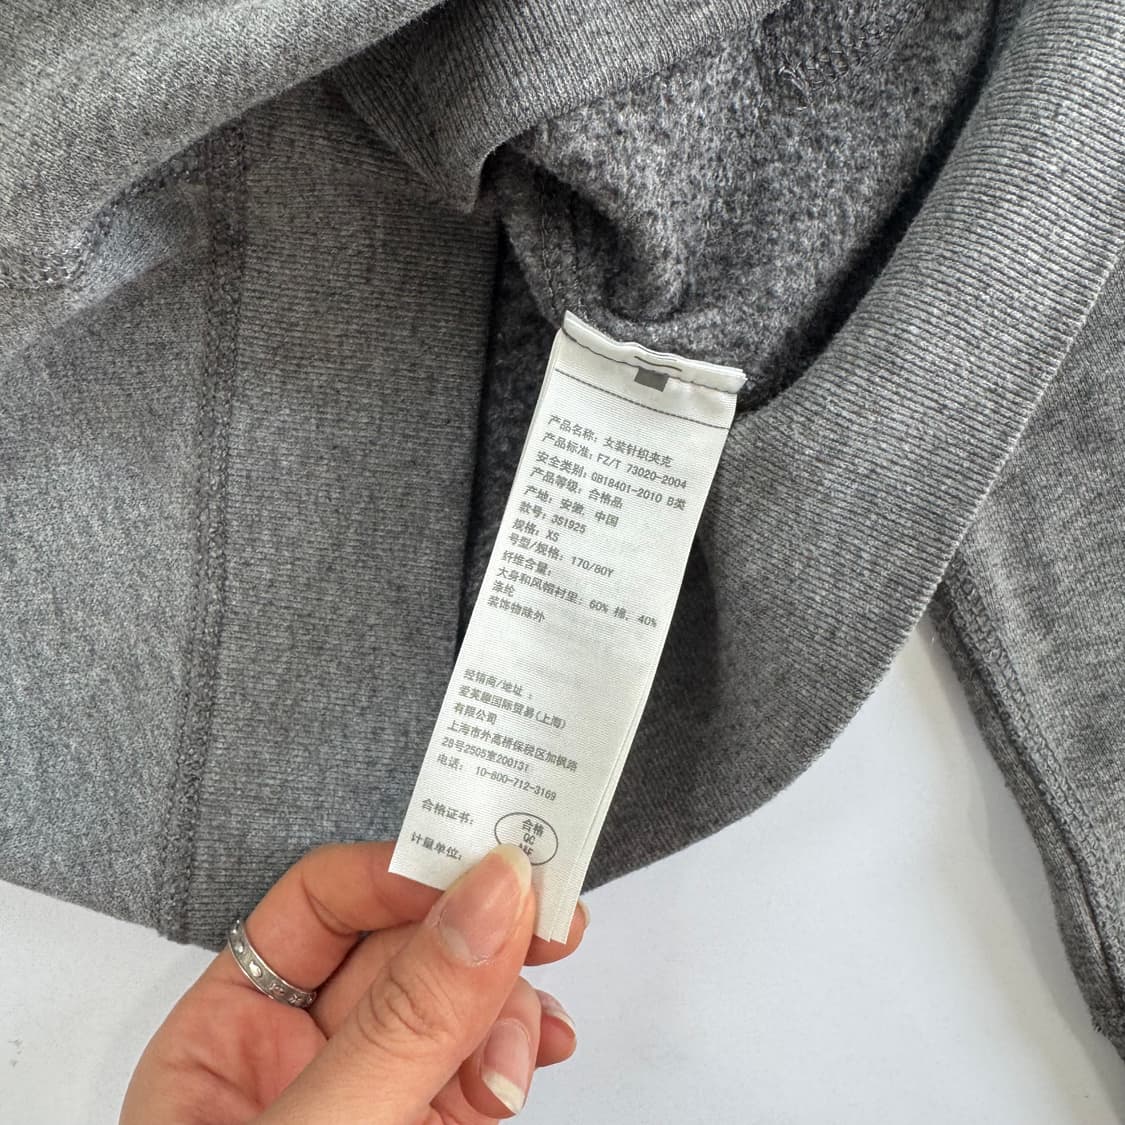 产品名称: 女装针织夹克
产品标准: FZ/T 73020-2004
安全类别: GB18401-2010 B类
产品等级: 合格品
产地: 安徽, 中国
款号: 3S1925
规格: XS
号型/规格: 170/80Y
纤维含量:
大身和风帽衬里: 60% 棉, 40%
涤纶
装饰物除外
经销商/地址:
爱芙趣国际贸易(上海)
有限公司
上海市外高桥保税区加枫路
28号2505室200131
电话: 10-800-712-3169
合格证书:
合格
QC
计量单位: